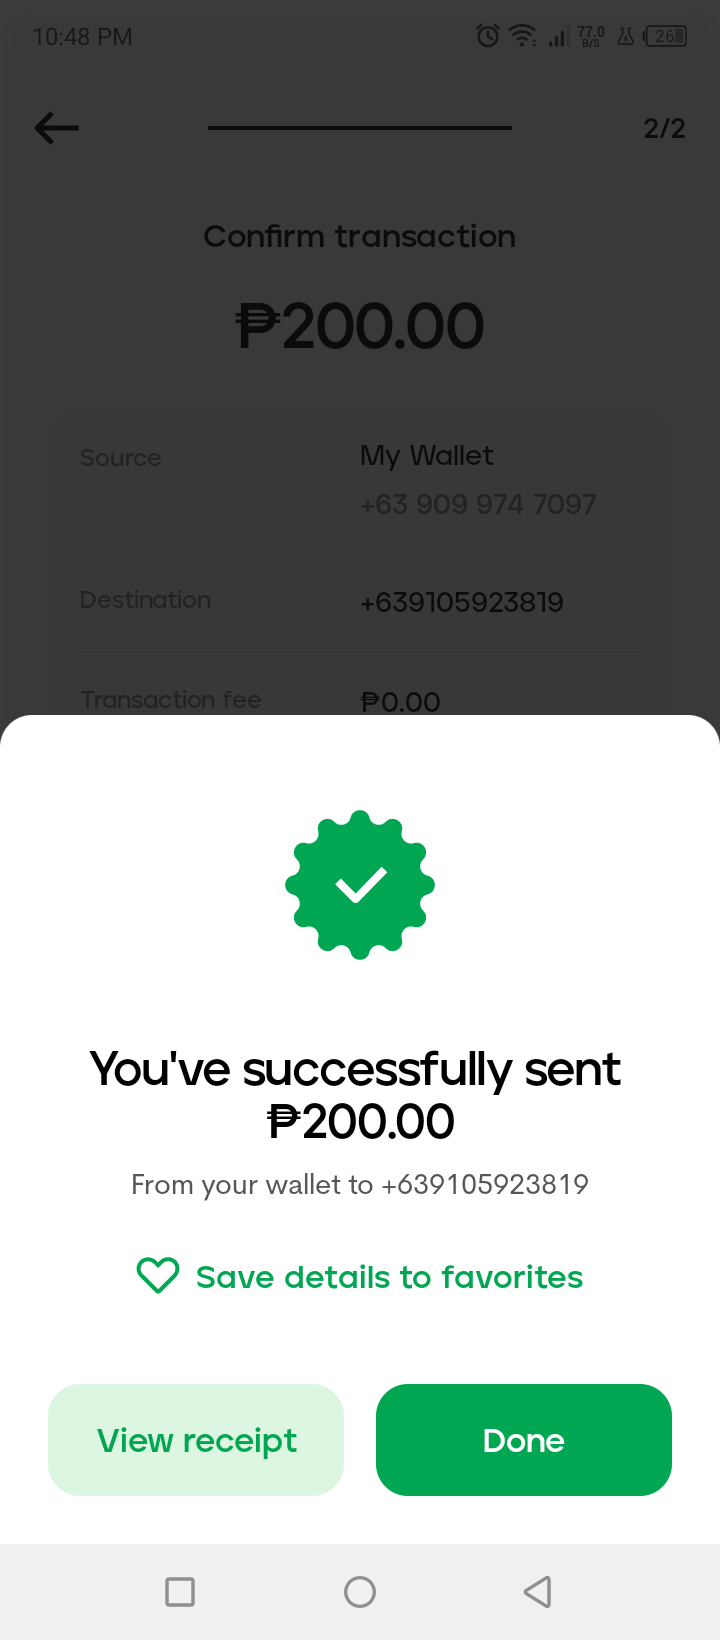 10:48 PM
77.0
B/S
26
2/2
Confirm transaction
₱200.00
Source
My Wallet
+63 909 974 7097
Destination
+639105923819
Transaction fee
₱0.00
You've successfully sent
₱200.00
From your wallet to +639105923819
Save details to favorites
View receipt
Done